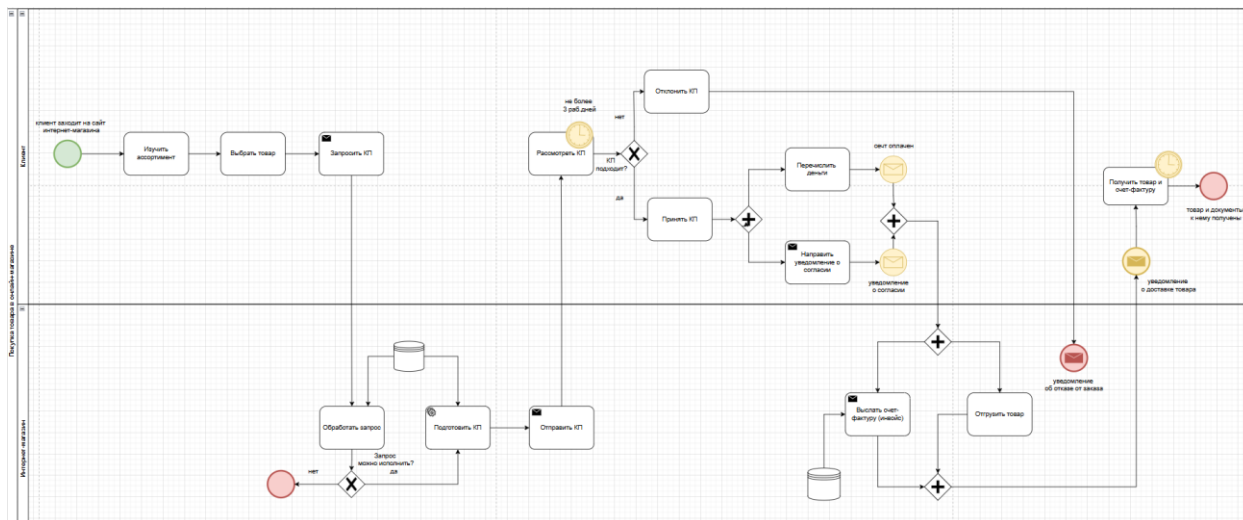 Покупка товара в онлайн-магазине
Клиент
клиент заходит на сайт
интернет-магазина
Изучить
ассортимент
Выбрать товар
Запросить КП
не более
3 раб.дней
Рассмотреть КП
КП
подходит?
нет
да
Отклонить КП
Принять КП
Перечислить
деньги
счт оплачен
Направить
уведомление о
согласии
уведомление
о согласии
Получить товар и
счет-фактуру
товар и документы
к нему получены
уведомление
о доставке товара
Интернет-магазин
Обработать запрос
Подготовить КП
Отправить КП
Запрос
можно исполнить?
нет
да
Выслать счет-
фактуру (инвойс)
Отгрузить товар
уведомление
об отказе от заказа